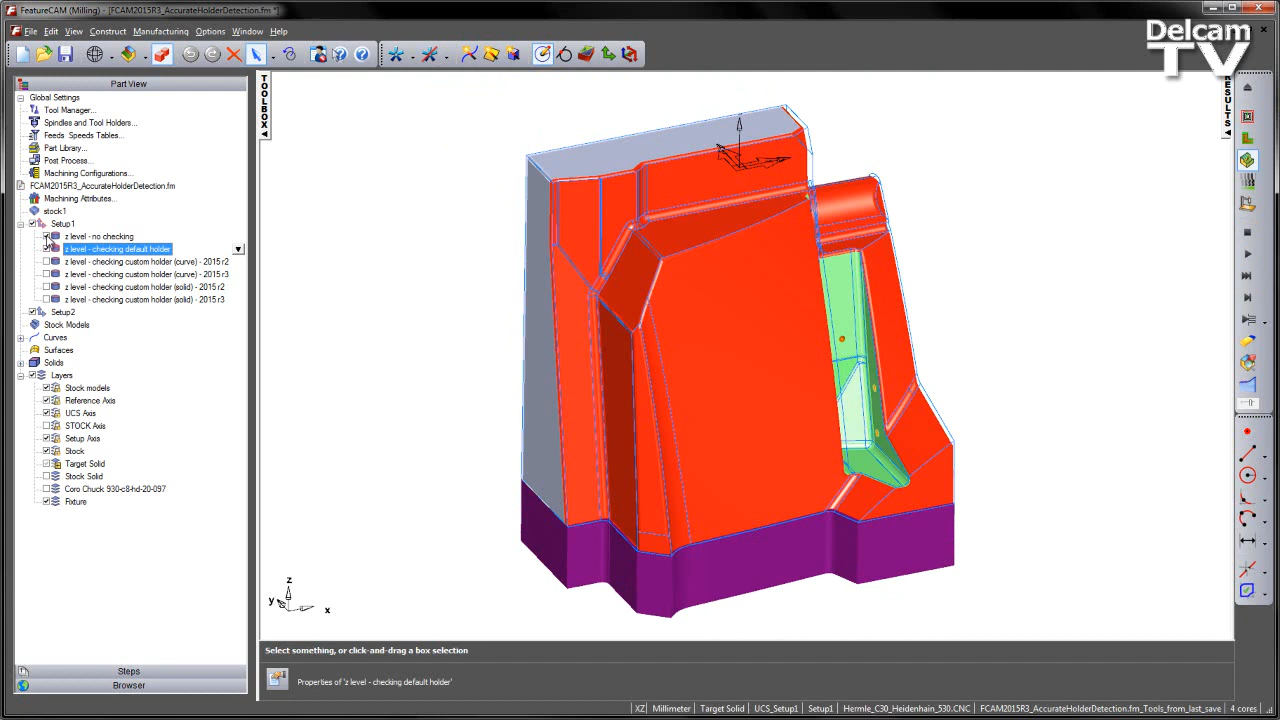 FeatureCAM (Milling) - [FCAM2015R3_AccurateHolderDetection.fm *]
File Edit View Construct Manufacturing Options Window Help
Delcam
TV
Part View
Global Settings
Tool Manager...
Spindles and Tool Holders...
Feeds Speeds Tables...
Part Library...
Post Process...
Machining Configurations...
FCAM2015R3_AccurateHolderDetection.fm
Machining Attributes...
stock1
Setup1
z level - no checking
z level - checking default holder
z level - checking custom holder (curve) - 2015 r2
z level - checking custom holder (curve) - 2015 r3
z level - checking custom holder (solid) - 2015 r2
z level - checking custom holder (solid) - 2015 r3
Setup2
Stock Models
Curves
Surfaces
Solids
Layers
Stock models
Reference Axis
UCS Axis
STOCK Axis
Setup Axis
Stock
Target Solid
Stock Solid
Coro Chuck 930-c8-hd-20-097
Fixture
Steps
Browser
TOOLBOX
RESULTS
z
y
x
Select something, or click-and-drag a box selection
Properties of 'z level - checking default holder'
XZ Millimeter Target Solid UCS_Setup1 Setup1 Hermle_C30_Heidenhain_530.CNC FCAM2015R3_AccurateHolderDetection.fm_Tools_from_last_save 4 cores